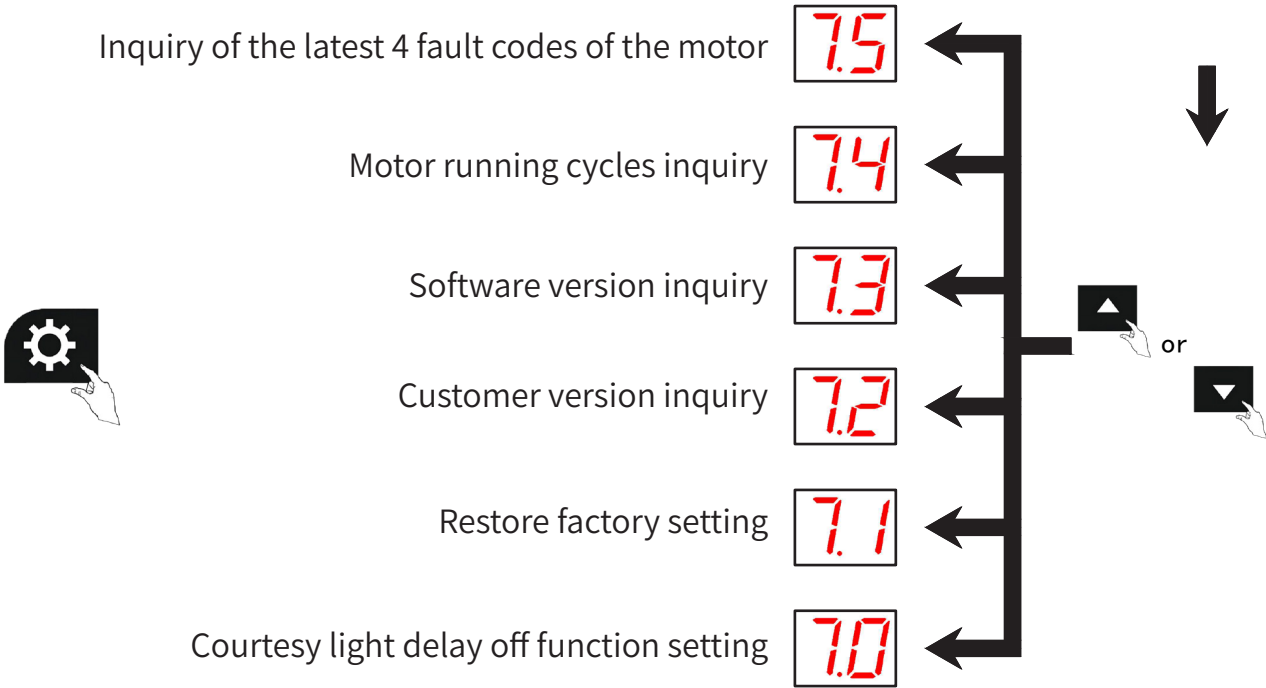 Inquiry of the latest 4 fault codes of the motor 7.5
Motor running cycles inquiry 7.4
Software version inquiry 7.3
or
Customer version inquiry 7.2
Restore factory setting 7.1
Courtesy light delay off function setting 7.0